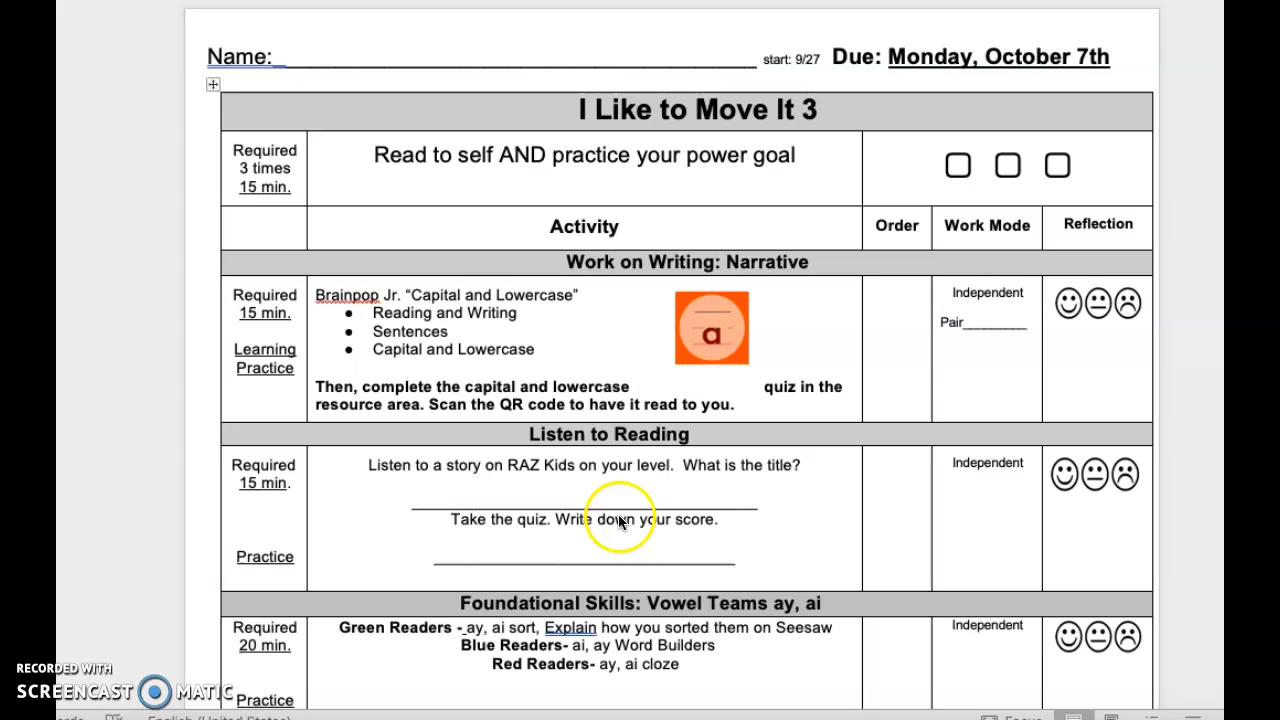 Name:_ start: 9/27 Due: Monday, October 7th
I Like to Move It 3
Required
3 times
15 min.
Read to self AND practice your power goal
Activity
Order
Work Mode
Reflection
Work on Writing: Narrative
Required
15 min.
Learning
Practice
Brainpop Jr. “Capital and Lowercase”
● Reading and Writing
● Sentences
● Capital and Lowercase
a
Then, complete the capital and lowercase quiz in the
resource area. Scan the QR code to have it read to you.
Independent
Pair_________
Listen to Reading
Required
15 min.
Practice
Listen to a story on RAZ Kids on your level. What is the title?
Take the quiz. Write down your score.
Independent
Foundational Skills: Vowel Teams ay, ai
Required
20 min.
Practice
Green Readers - ay, ai sort, Explain how you sorted them on Seesaw
Blue Readers- ai, ay Word Builders
Red Readers- ay, ai cloze
Independent
RECORDED WITH
SCREENCAST MATIC
English (United States)
Focus